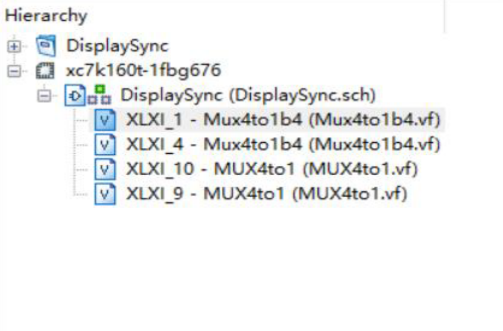 Hierarchy
DisplaySync
xc7k160t-1fbg676
DisplaySync (DisplaySync.sch)
XLXI_1 - Mux4to1b4 (Mux4to1b4.vf)
XLXI_4 - Mux4to1b4 (Mux4to1b4.vf)
XLXI_10 - MUX4to1 (MUX4to1.vf)
XLXI_9 - MUX4to1 (MUX4to1.vf)